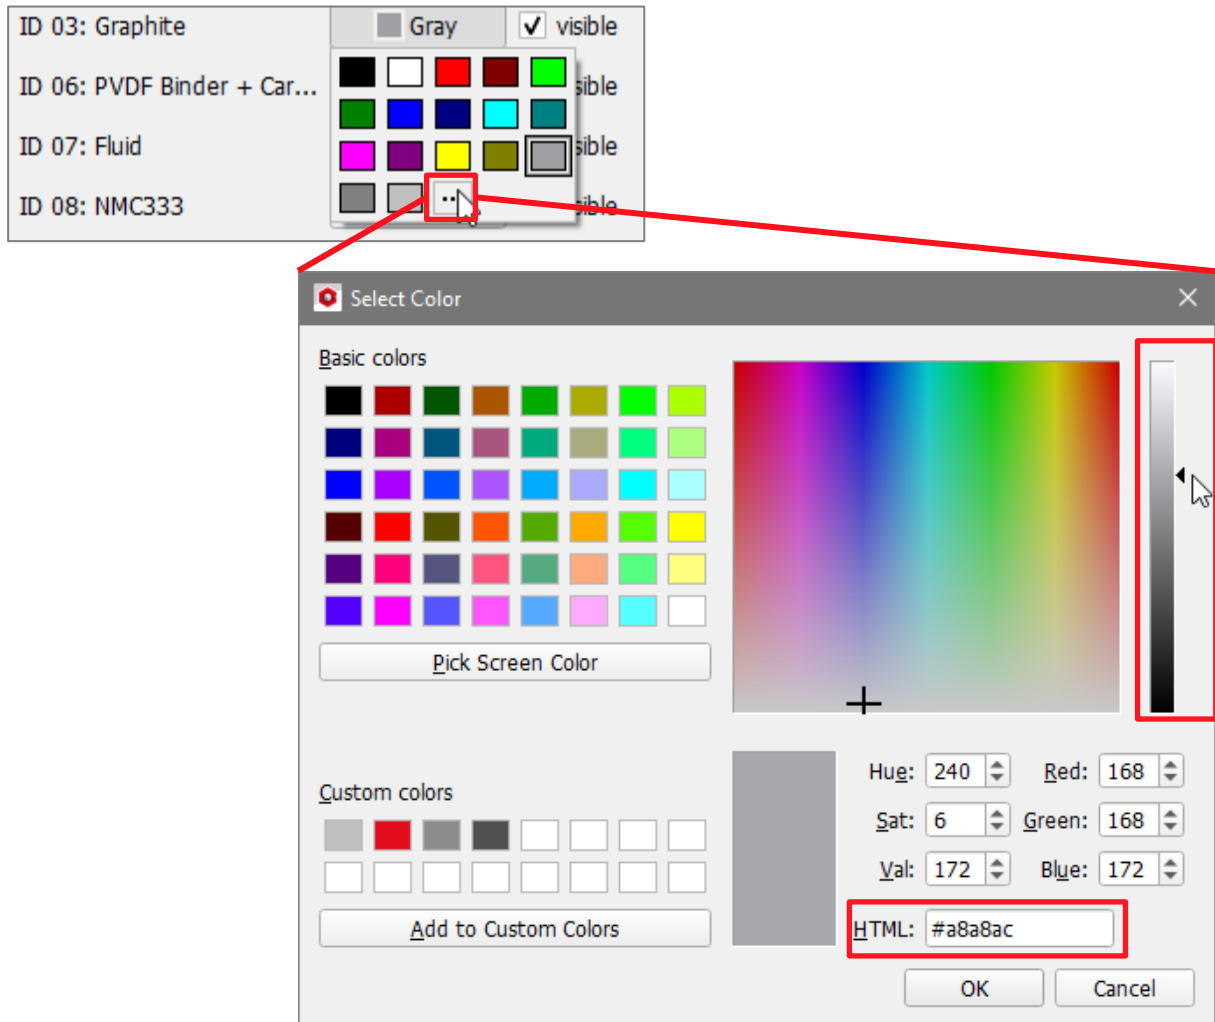 ID 03: Graphite
Gray
visible
ID 06: PVDF Binder + Car...
sible
ID 07: Fluid
sible
ID 08: NMC333
sible
Select Color
Basic colors
Pick Screen Color
Custom colors
Add to Custom Colors
Hue: 240 Red: 168
Sat: 6 Green: 168
Val: 172 Blue: 172
HTML: #a8a8ac
OK Cancel